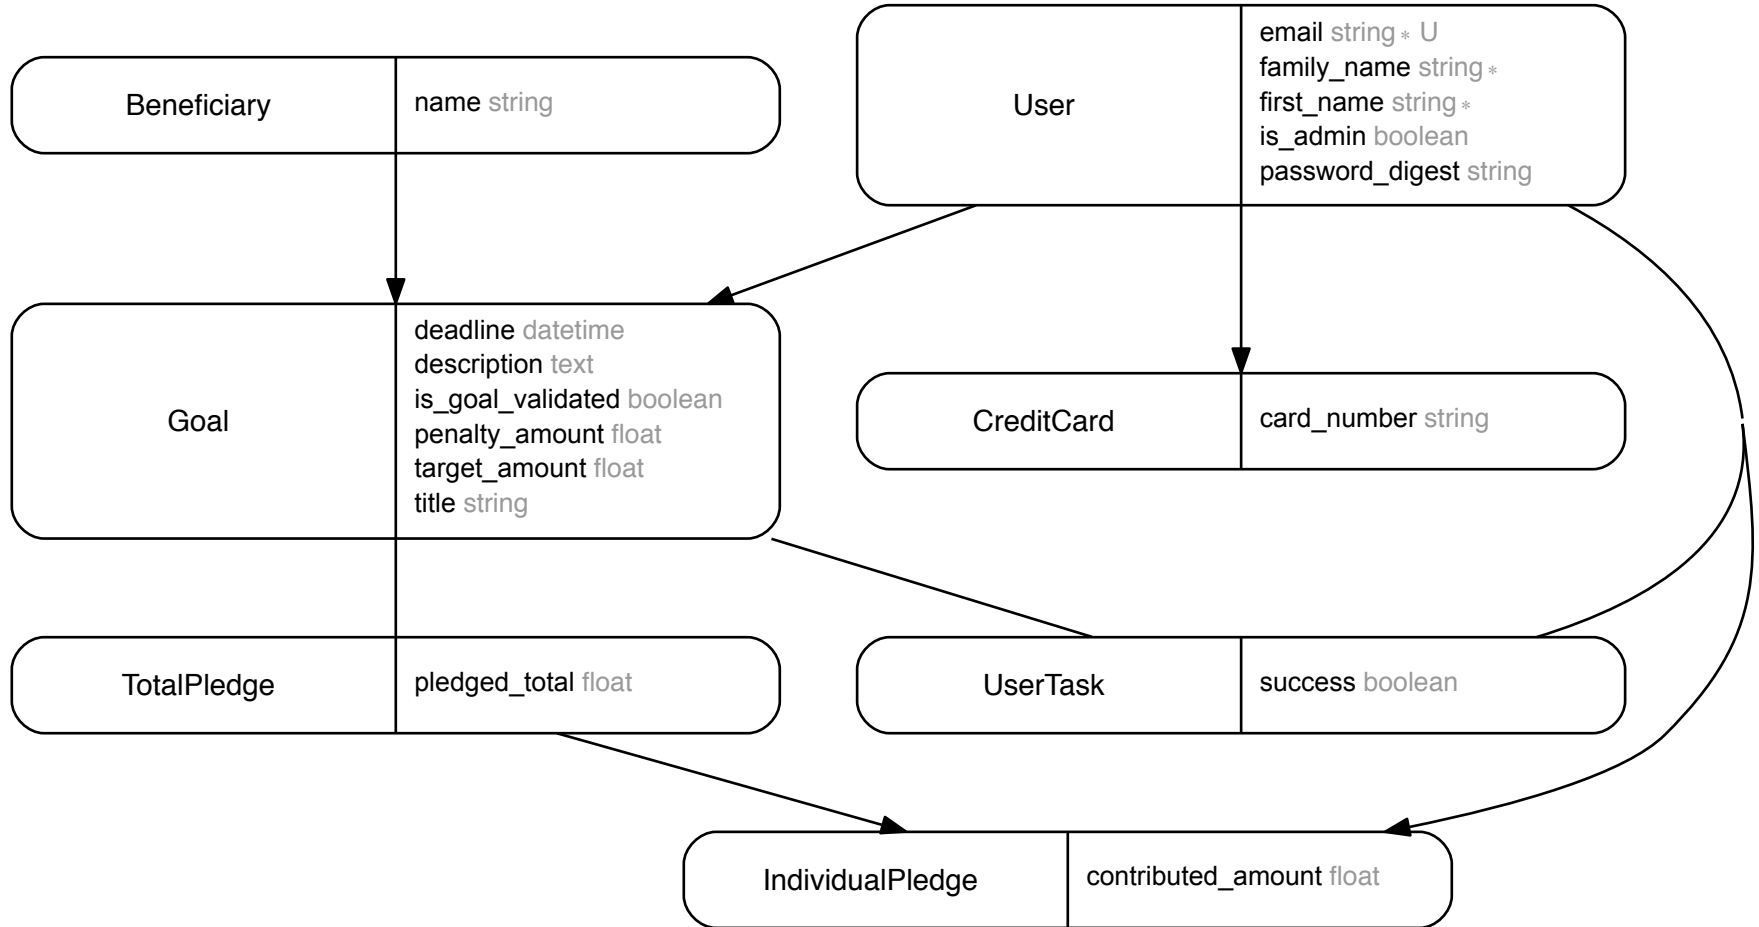 Beneficiary
name string
User
email string∗ U
family_name string∗
first_name string∗
is_admin boolean
password_digest string
Goal
deadline datetime
description text
is_goal_validated boolean
penalty_amount float
target_amount float
title string
CreditCard
card_number string
TotalPledge
pledged_total float
UserTask
success boolean
IndividualPledge
contributed_amount float